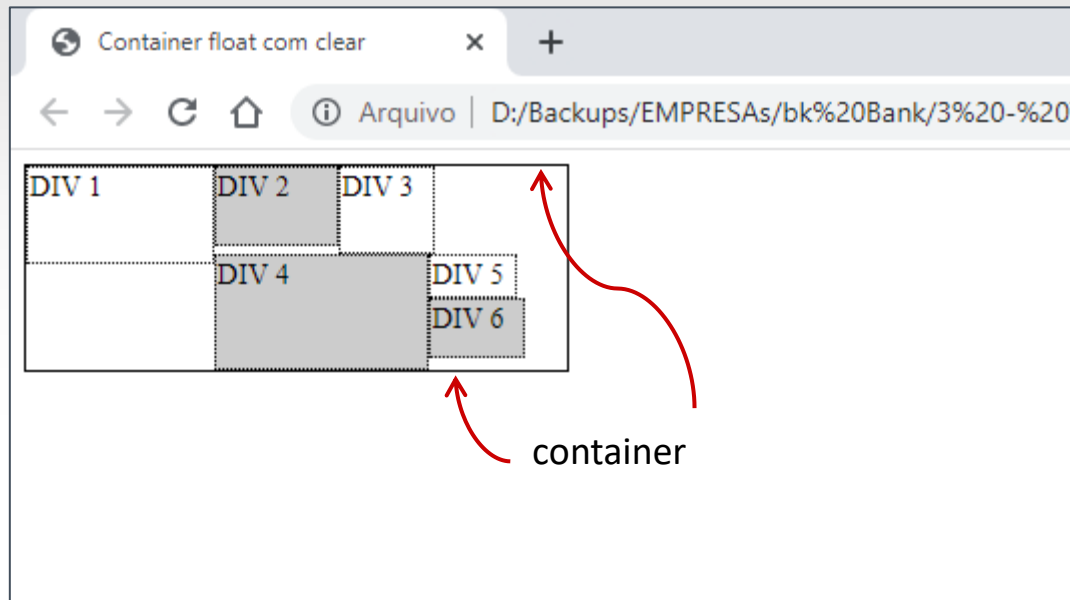 Container float com clear
Arquivo | D:/Backups/EMPRESAs/bk%20Bank/3%20-%20
DIV 1 DIV 2 DIV 3
DIV 4 DIV 5
DIV 6
container